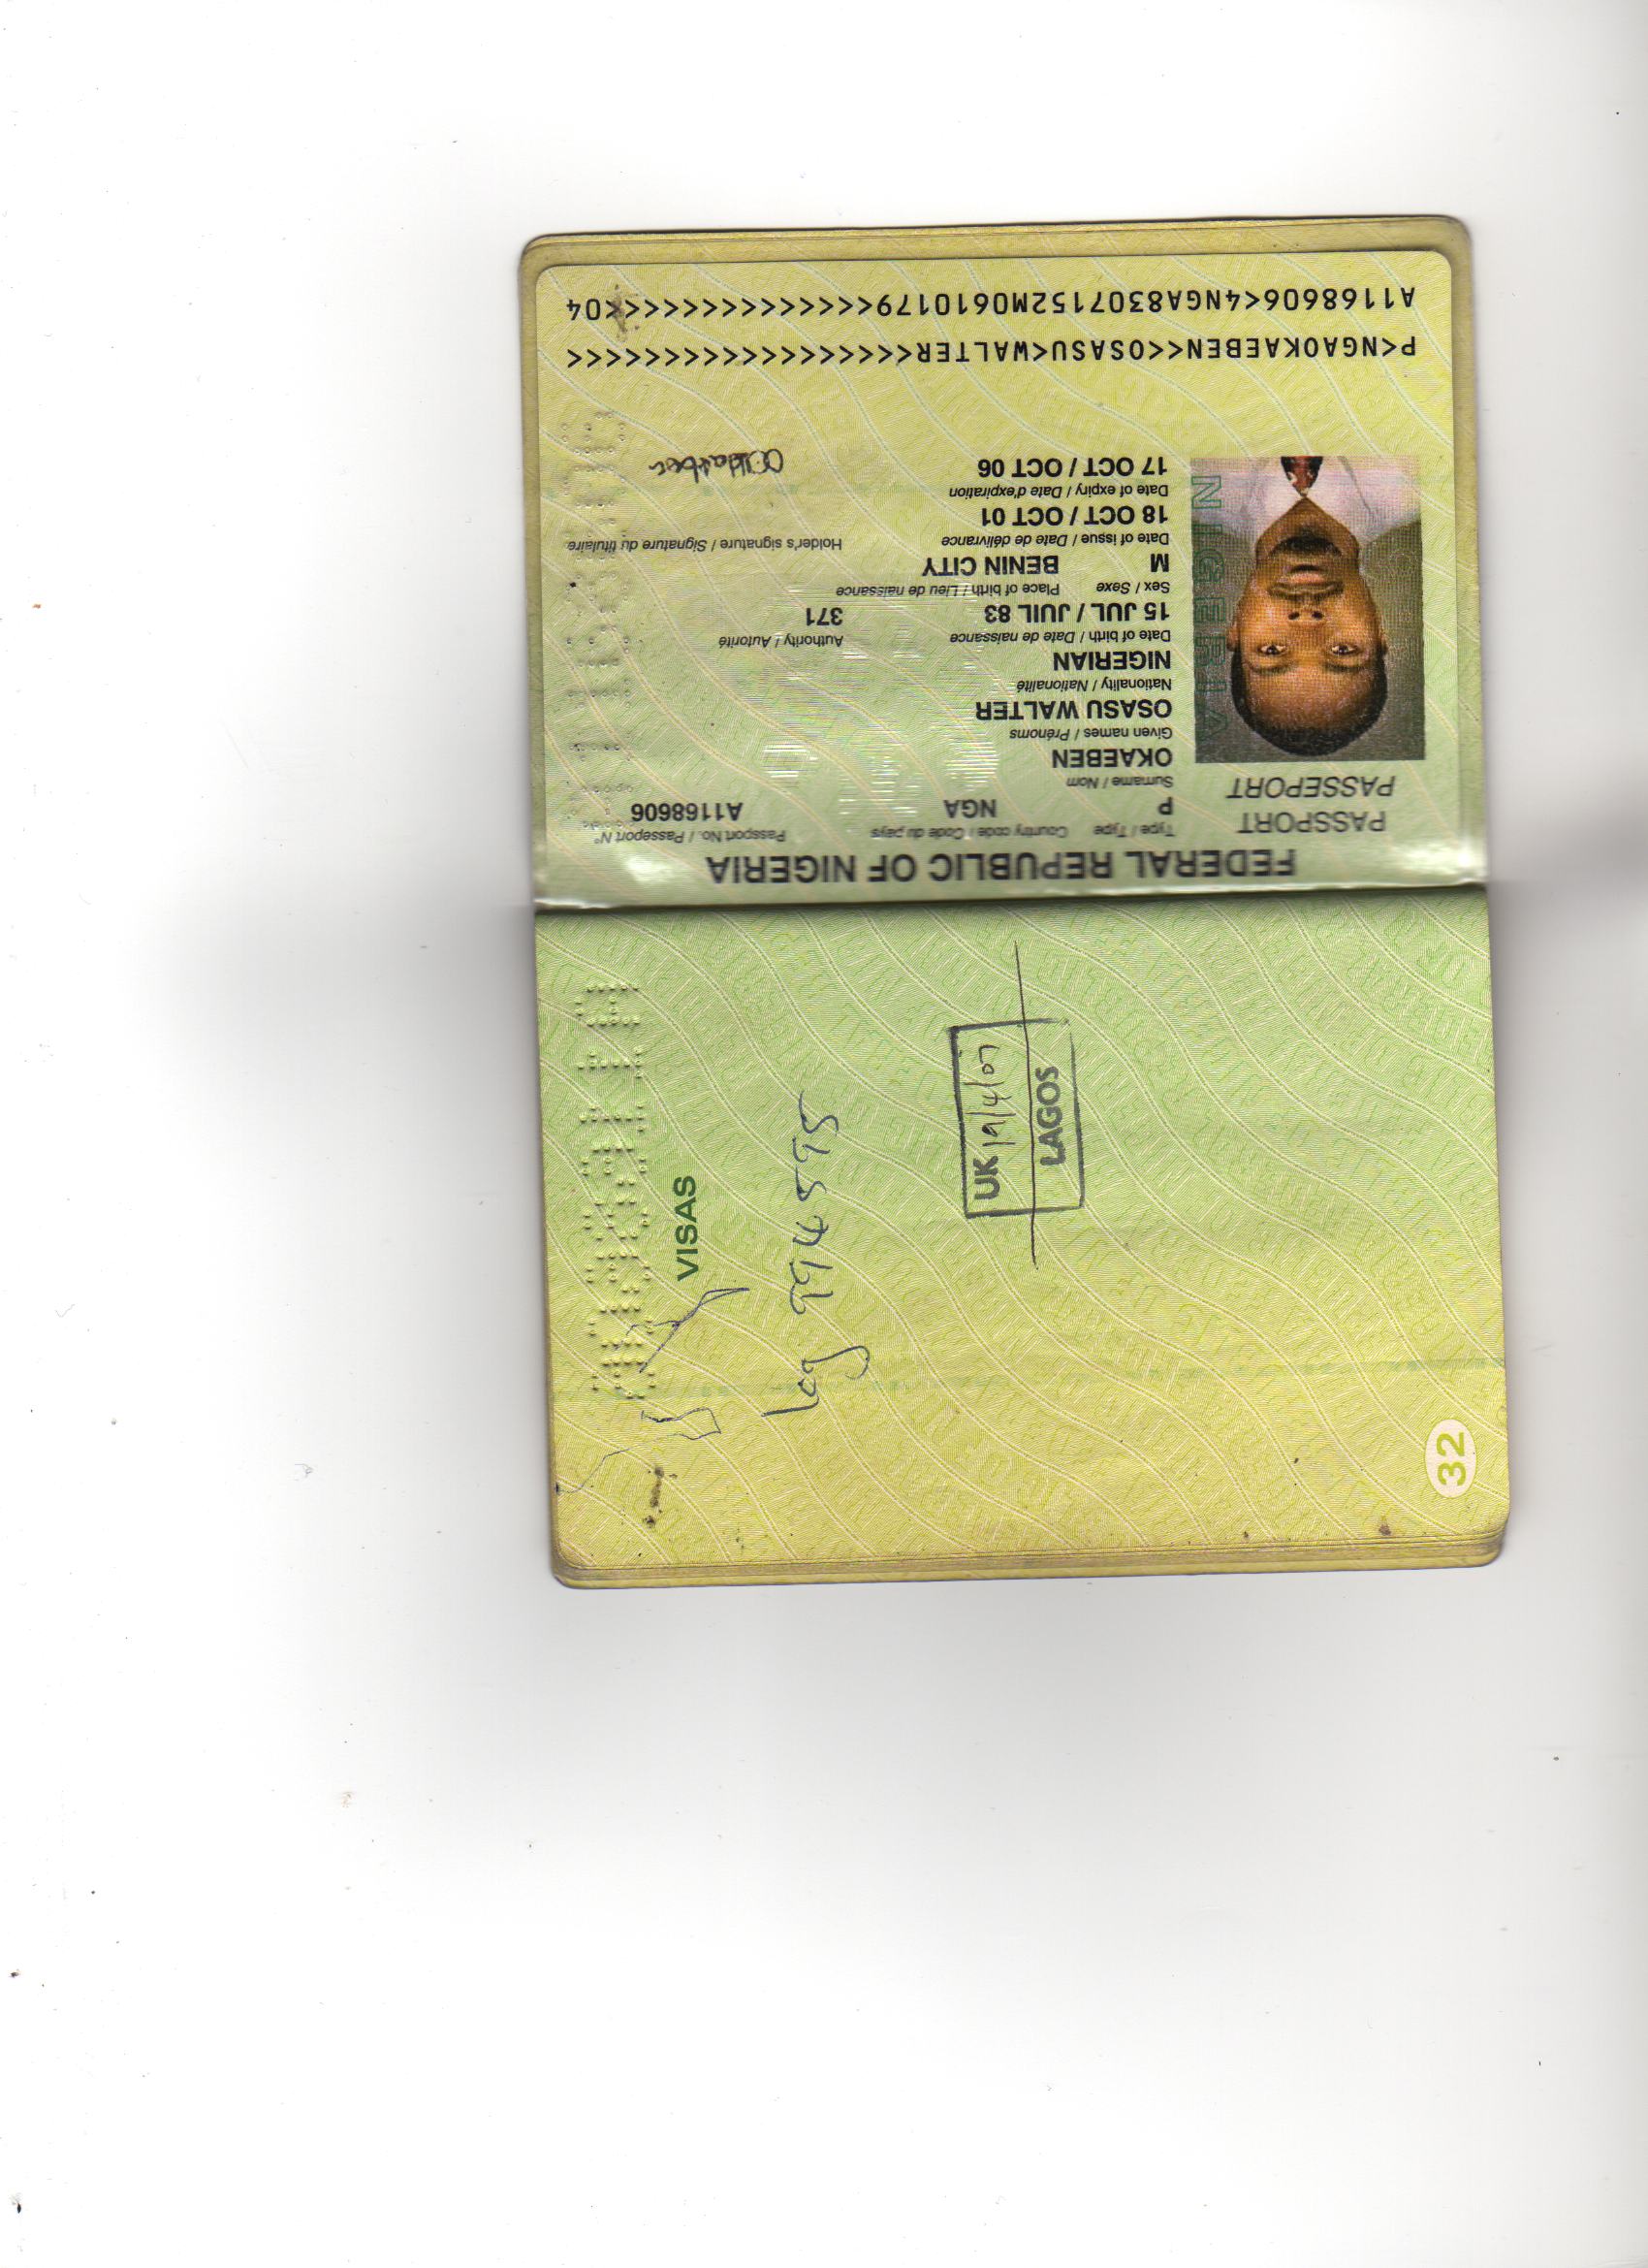 FEDERAL REPUBLIC OF NIGERIA
PASSPORT
PASSEPORT
Type / Type
Country code / Code du pays
Passport No. / Passeport N°
P
NGA
A1168606
Surname / Nom
OKAEBEN
Given names / Prénoms
OSASU WALTER
Nationality / Nationalité
NIGERIAN
Date of birth / Date de naissance
Authority / Autorité
15 JUL / JUIL 83
371
Sex / Sexe
Place of birth / Lieu de naissance
M
BENIN CITY
Date of issue / Date de délivrance
Holder's signature / Signature du titulaire
18 OCT / OCT 01
Date of expiry / Date d'expiration
17 OCT / OCT 06
NIGERIA
P<NGAOKAEBEN<<OSASU<WALTER<<<<<<<<<<<<<<<<<<
A1168606<4NGA8307152M0610179<<<<<<<<<<<<<<04
VISAS
UK 19/4/07
LAGOS
32